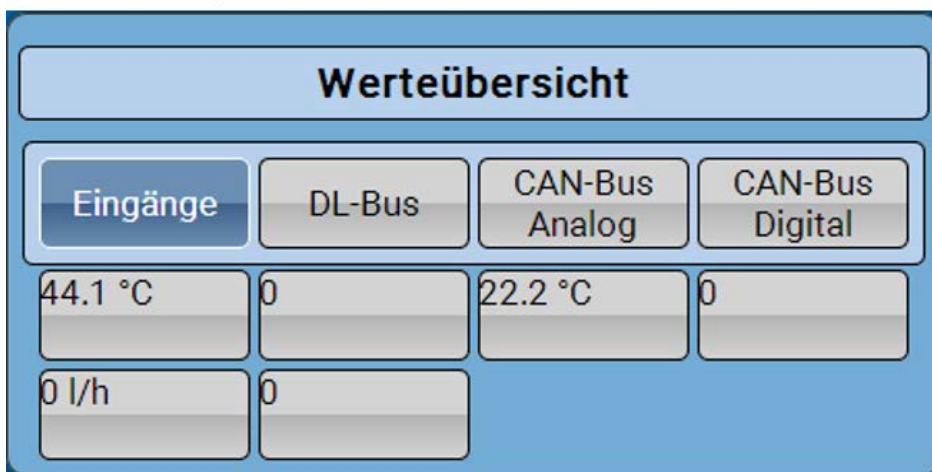 Werteübersicht
Eingänge
DL-Bus
CAN-Bus
Analog
CAN-Bus
Digital
44.1 °C
0
22.2 °C
0
0 l/h
0